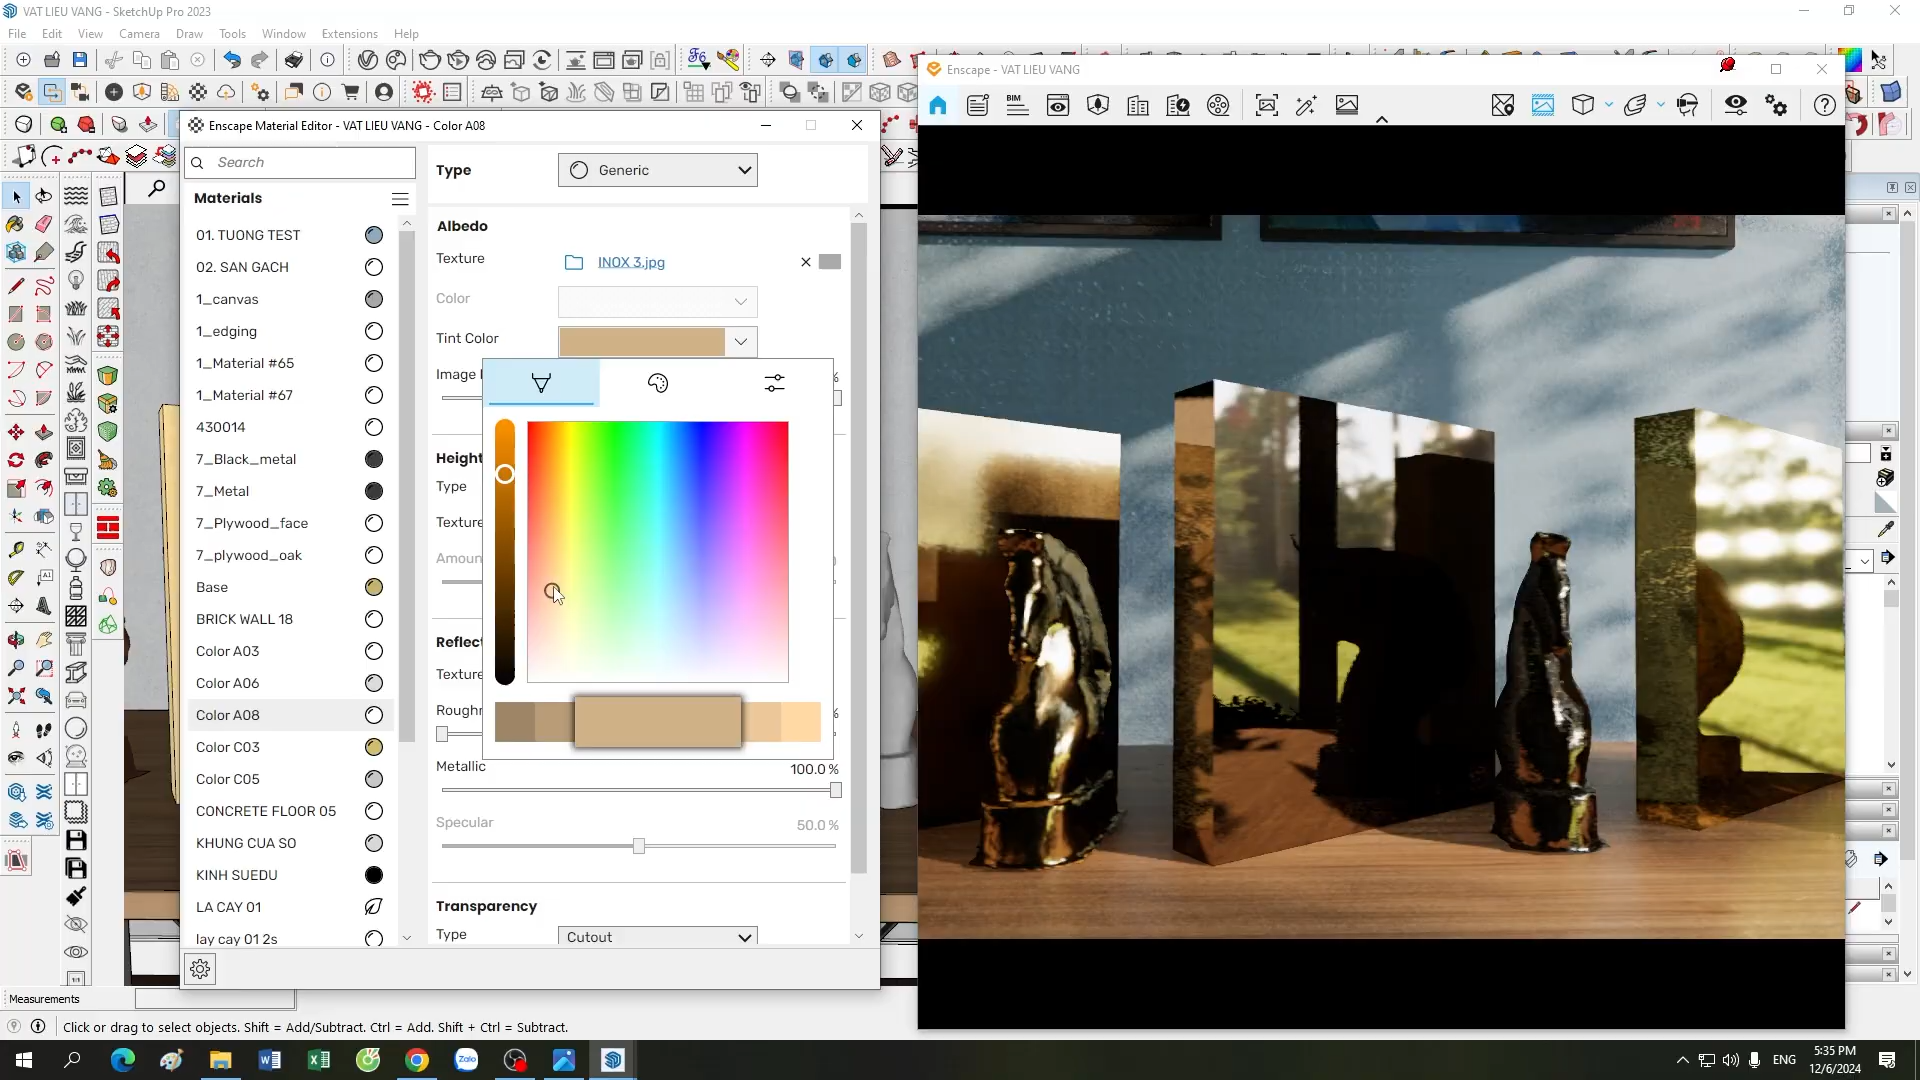 VAT LIEU VANG - SketchUp Pro 2023
File Edit View Camera Draw Tools Window Extensions Help
Enscape - VAT LIEU VANG
BIM
Enscape Material Editor - VAT LIEU VANG - Color A08
Search
Materials
01. TUONG TEST
02. SAN GACH
1_canvas
1_edging
1_Material #65
1_Material #67
430014
7_Black_metal
7_Metal
7_Plywood_face
7_plywood_oak
Base
BRICK WALL 18
Color A03
Color A06
Color A08
Color C03
Color C05
CONCRETE FLOOR 05
KHUNG CUA SO
KINH SUEDU
LA CAY 01
lay cay 01 2s
Type Generic
Albedo
Texture INOX 3.jpg
Color
Tint Color
Image %
Height
Type
Texture
Amoun
Reflect
Texture
Roughr %
Metallic 100.0 %
Specular 50.0 %
Transparency
Type Cutout
Measurements
Click or drag to select objects. Shift = Add/Subtract. Ctrl = Add. Shift + Ctrl = Subtract.
Zalo
ENG
5:35 PM
12/6/2024